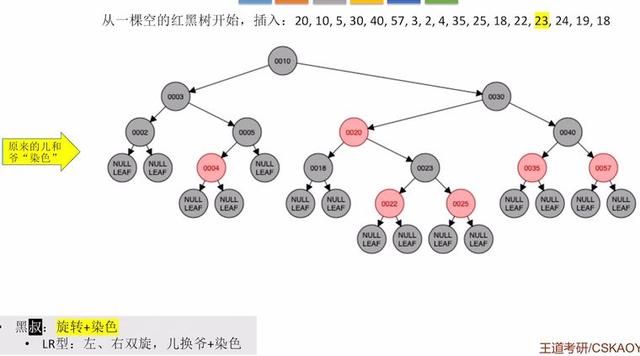 从一棵空的红黑树开始，插入：20, 10, 5, 30, 40, 57, 3, 2, 4, 35, 25, 18, 22, 23, 24, 19, 18
0010
0003
0030
0002
0005
0020
0040
原来的儿和
爷“染色”
NULL LEAF
NULL LEAF
0004
NULL LEAF
0018
0023
0035
0057
NULL LEAF
NULL LEAF
NULL LEAF
NULL LEAF
0022
0025
NULL LEAF
NULL LEAF
NULL LEAF
NULL LEAF
NULL LEAF
NULL LEAF
NULL LEAF
NULL LEAF
• 黑叔：旋转+染色
• LR型：左、右双旋，儿换爷+染色
王道考研/CSKAOY